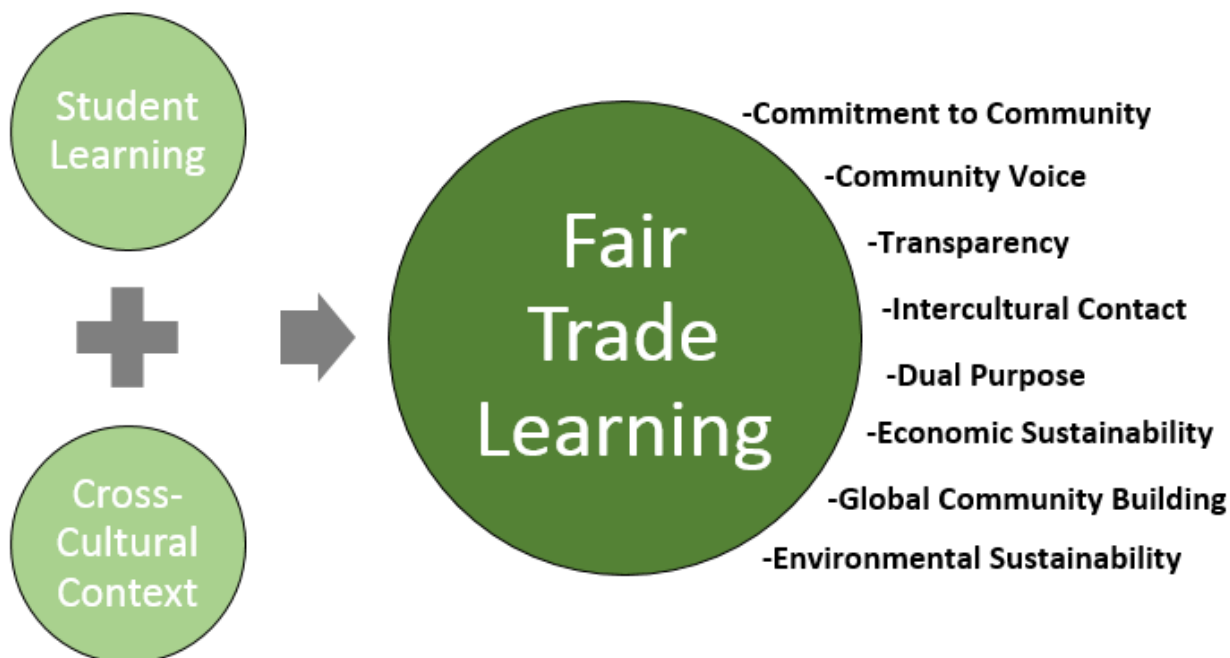 Student
Learning
Cross-
Cultural
Context
Fair
Trade
Learning
-Commitment to Community
-Community Voice
-Transparency
-Intercultural Contact
-Dual Purpose
-Economic Sustainability
-Global Community Building
-Environmental Sustainability